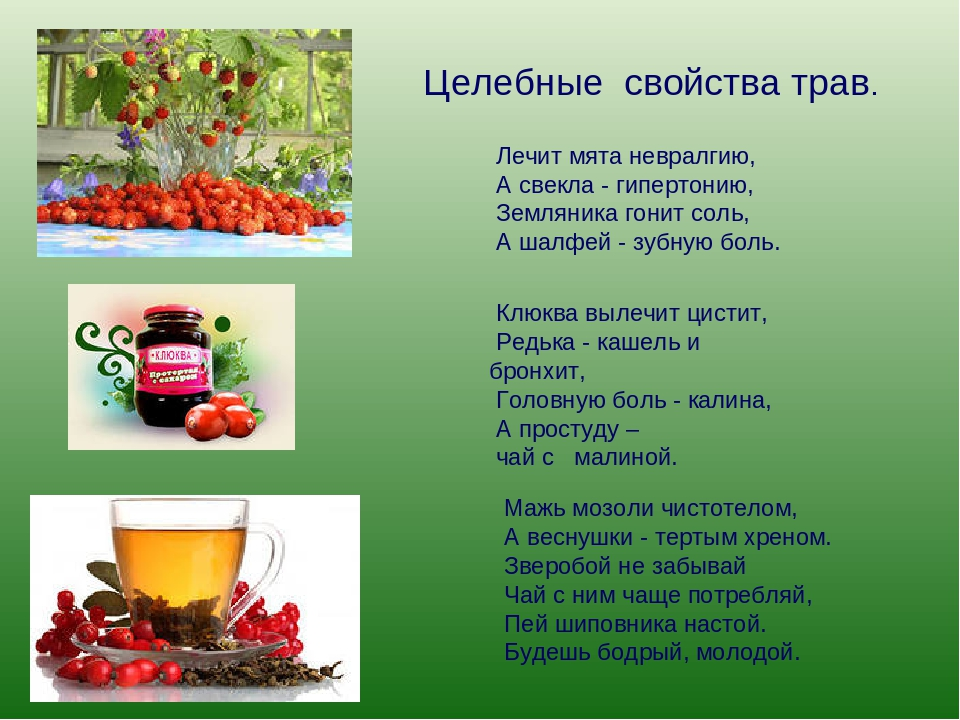 Целебные свойства трав.
Лечит мята невралгию,
А свекла - гипертонию,
Земляника гонит соль,
А шалфей - зубную боль.
КЛЮКВА
Протертая
с сахаром
Клюква вылечит цистит,
Редька - кашель и
бронхит,
Головную боль - калина,
А простуду –
чай с малиной.
Мажь мозоли чистотелом,
А веснушки - тертым хреном.
Зверобой не забывай
Чай с ним чаще потребляй,
Пей шиповника настой.
Будешь бодрый, молодой.